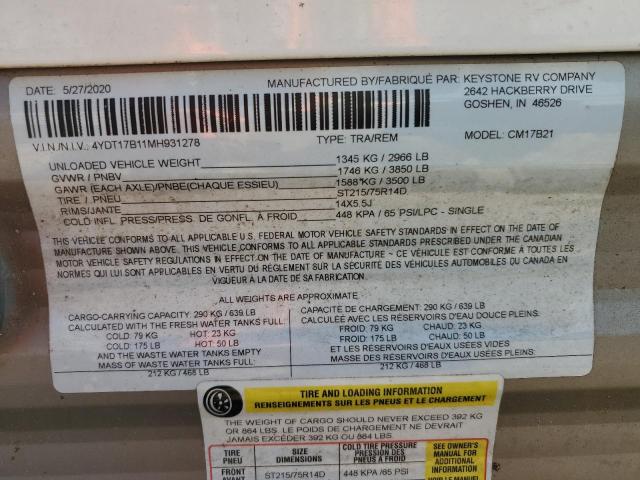 DATE: 5/27/2020
MANUFACTURED BY/FABRIQUÉ PAR: KEYSTONE RV COMPANY
2642 HACKBERRY DRIVE
GOSHEN, IN 46526
V.I.N./N.I.V.: 4YDT17B11MH931278
TYPE: TRA/REM
MODEL: CM17B21
UNLOADED VEHICLE WEIGHT 1345 KG / 2966 LB
GVWR / PNBV 1746 KG / 3850 LB
GAWR (EACH AXLE)/PNBE(CHAQUE ESSIEU) 1588 KG / 3500 LB
TIRE / PNEU ST215/75R14D
RIMS/JANTE 14X5.5J
COLD INFL PRESS/PRESS DE GONFL. À FROID: 448 KPA / 65 PSI/LPC - SINGLE
THIS VEHICLE CONFORMS TO ALL APPLICABLE U.S. FEDERAL MOTOR VEHICLE SAFETY STANDARDS IN EFFECT ON THE DATE OF
MANUFACTURE SHOWN ABOVE. THIS VEHICLE CONFORMS TO ALL APPLICABLE STANDARDS PRESCRIBED UNDER THE CANADIAN
MOTOR VEHICLE SAFETY REGULATIONS IN EFFECT ON THE DATE OF MANUFACTURE ~ CE VÉHICULE EST CONFORME À TOUTES LES
NORMES QUI LUI SONT APPLICABLES EN VERTU DU RÈGLEMENT SUR LA SÉCURITÉ DES VÉHICULES AUTOMOBILES DU CANADA EN
VIGUEUR À LA DATE DE SA FABRICATION.
ALL WEIGHTS ARE APPROXIMATE.
CARGO-CARRYING CAPACITY: 290 KG / 639 LB
CALCULATED WITH THE FRESH WATER TANKS FULL:
COLD: 79 KG HOT: 23 KG
COLD: 175 LB HOT: 50 LB
AND THE WASTE WATER TANKS EMPTY
MASS OF WASTE WATER TANKS FULL:
212 KG / 468 LB
CAPACITÉ DE CHARGEMENT: 290 KG / 639 LB
CALCULÉE AVEC LES RÉSERVOIRS D'EAU DOUCE PLEINS:
FROID: 79 KG CHAUD: 23 KG
FROID: 175 LB CHAUD: 50 LB
ET LES RÉSERVOIRS D'EAUX USÉES VIDES
MASSE DES RÉSERVOIRS D'EAUX USÉES PLEINS:
212 KG / 468 LB
TIRE AND LOADING INFORMATION
RENSEIGNEMENTS SUR LES PNEUS ET LE CHARGEMENT
THE WEIGHT OF CARGO SHOULD NEVER EXCEED 392 KG
OR 864 LBS. LE POIDS DE CHARGEMENT NE DEVRAIT
JAMAIS EXCÉDER 392 KG OU 864 LBS.
TIRE
PNEU
SIZE
DIMENSIONS
COLD TIRE PRESSURE
PRESSION DES
PNEUS À FROID
SEE OWNER'S
MANUAL FOR
ADDITIONAL
INFORMATION
VOIR LE MANUEL
FRONT
AVANT
ST215/75R14D
448 KPA /65 PSI